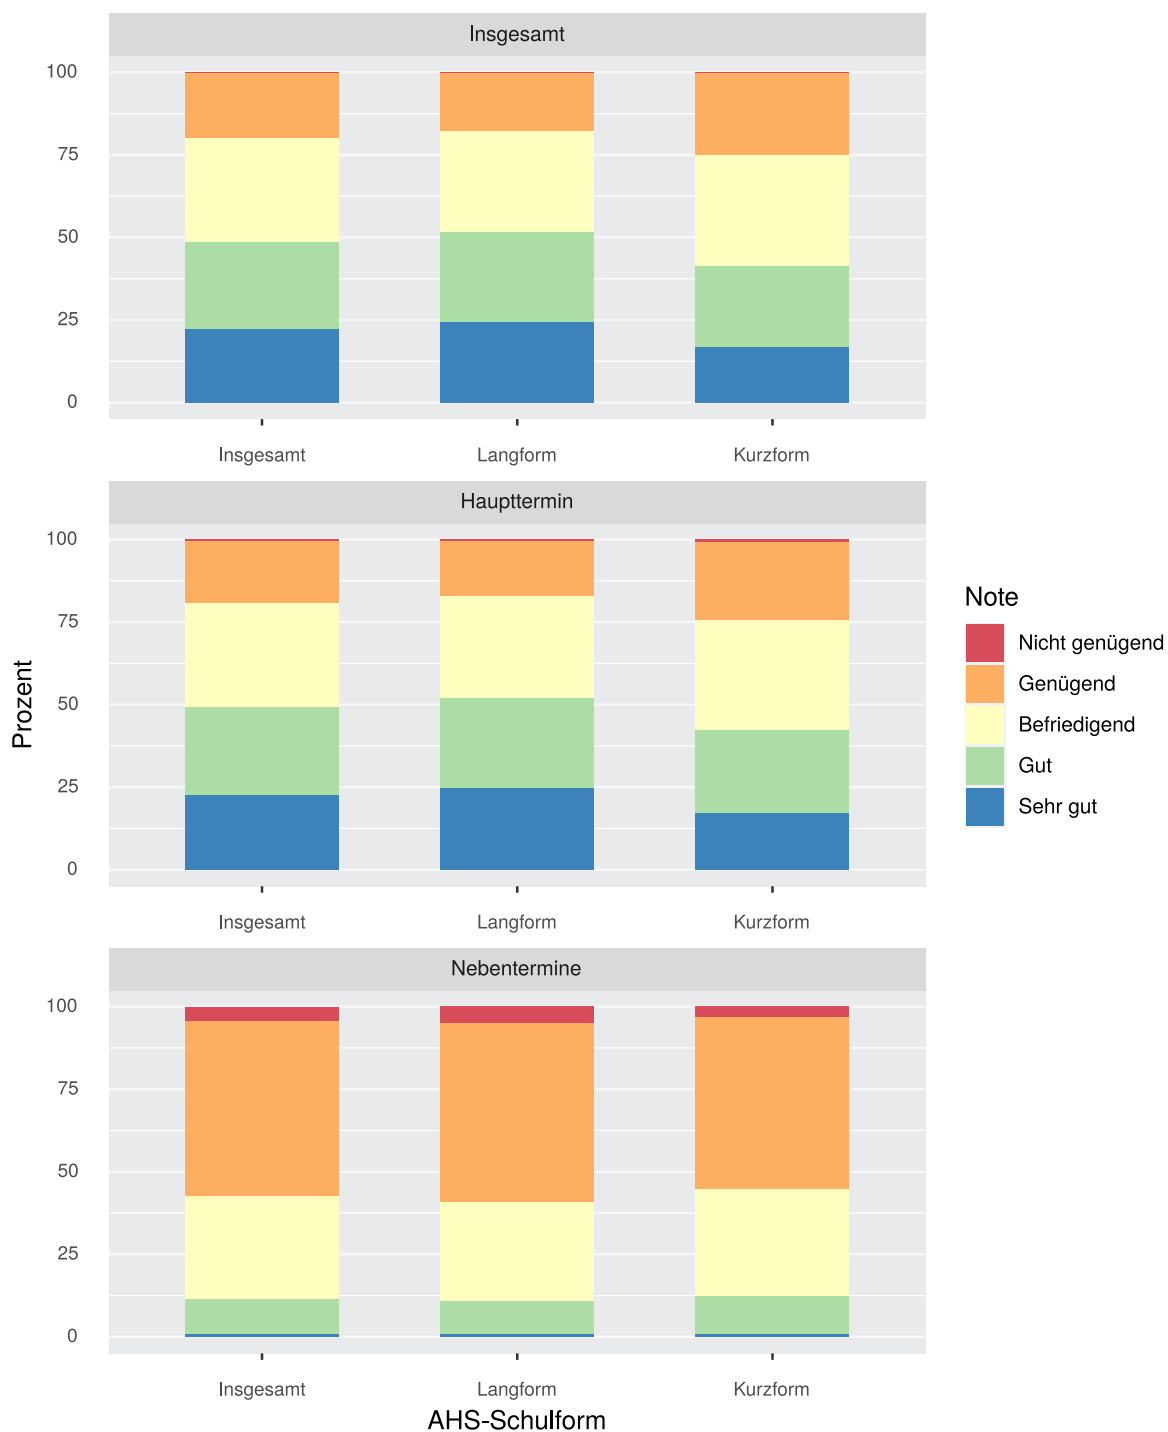 Insgesamt
100
75
50
25
0
Insgesamt Langform Kurzform
Haupttermin
100
75
50
25
0
Insgesamt Langform Kurzform
Nebentermine
100
75
50
25
0
Insgesamt Langform Kurzform
AHS-Schulform
Prozent
Note
Nicht genügend
Genügend
Befriedigend
Gut
Sehr gut